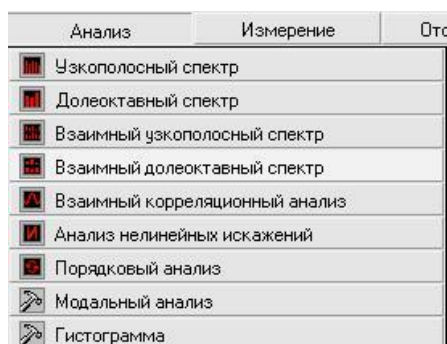 Анализ Измерение
Узкополосный спектр
Долеоктавный спектр
Взаимный узкополосный спектр
Взаимный долеоктавный спектр
Взаимный корреляционный анализ
Анализ нелинейных искажений
Порядковый анализ
Модальный анализ
Гистограмма